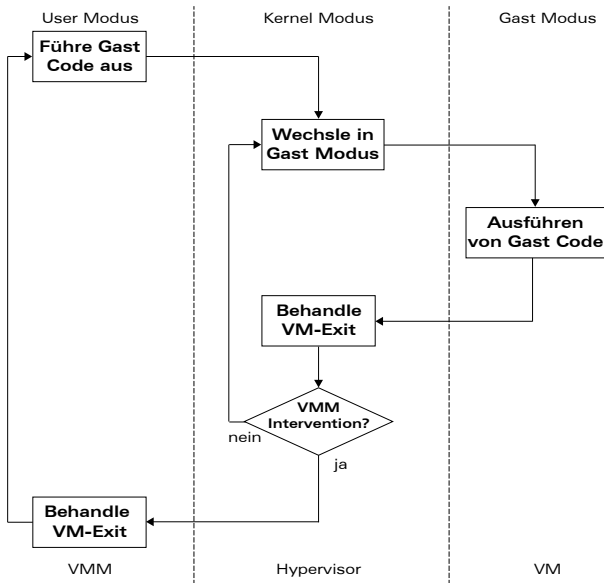 User Modus
Kernel Modus
Gast Modus
Führe Gast
Code aus
Wechsle in
Gast Modus
Ausführen
von Gast Code
Behandle
VM-Exit
VMM
Intervention?
nein
ja
Behandle
VM-Exit
VMM
Hypervisor
VM